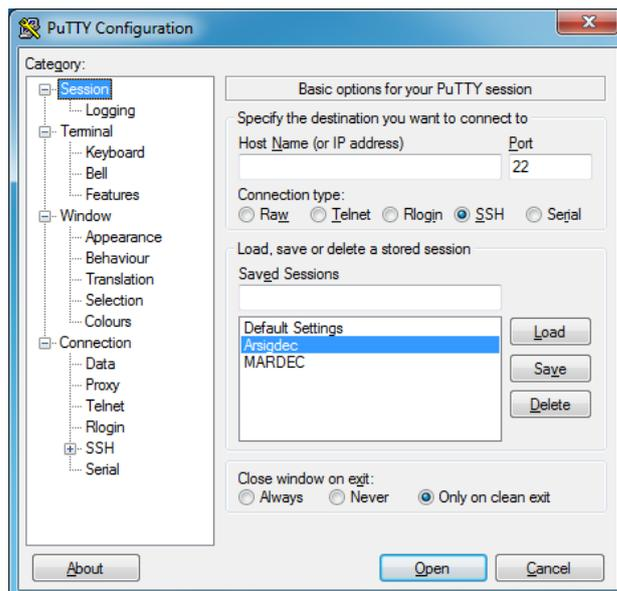 PuTTY Configuration
Category:
Session
Logging
Terminal
Keyboard
Bell
Features
Window
Appearance
Behaviour
Translation
Selection
Colours
Connection
Data
Proxy
Telnet
Rlogin
SSH
Serial
Basic options for your PuTTY session
Specify the destination you want to connect to
Host Name (or IP address) Port
22
Connection type:
Raw Telnet Rlogin SSH Serial
Load, save or delete a stored session
Saved Sessions
Default Settings
Arsigdec
MARDEC
Load
Save
Delete
Close window on exit:
Always Never Only on clean exit
About Open Cancel